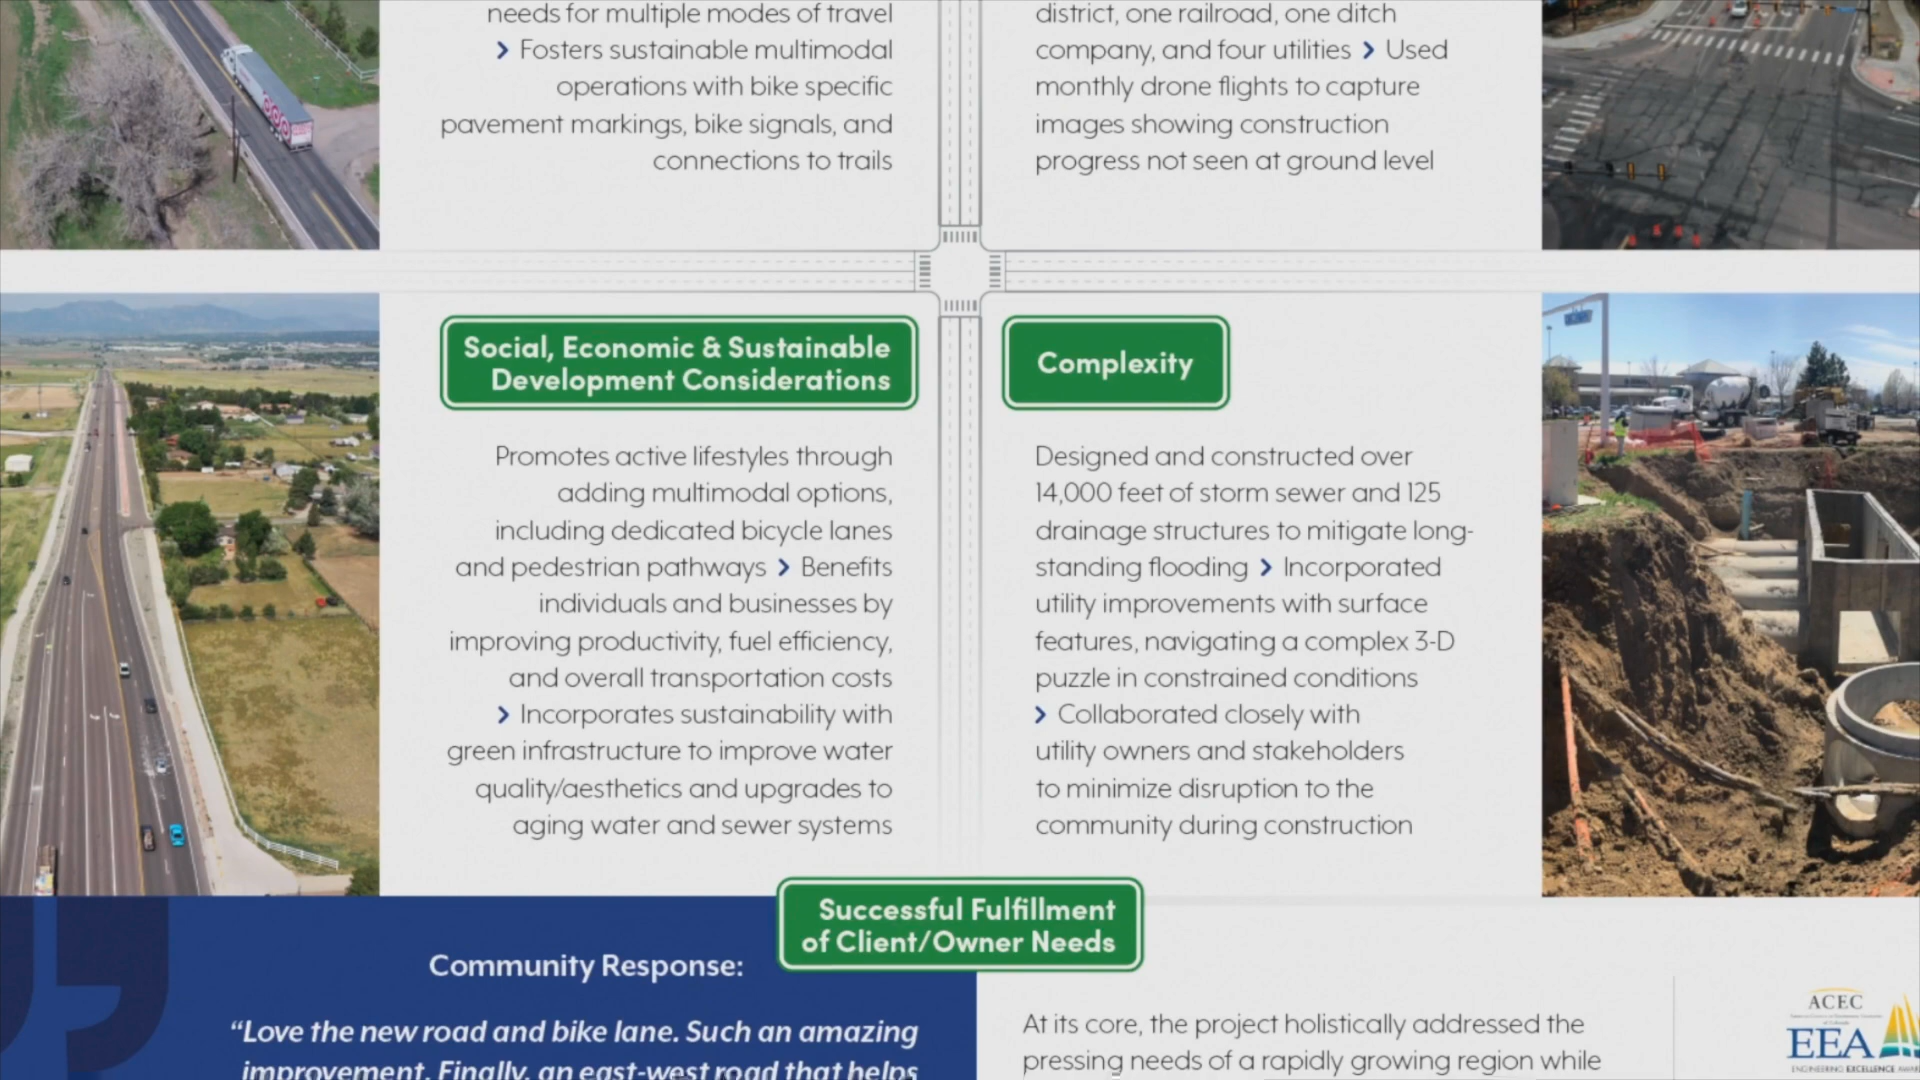 needs for multiple modes of travel
› Fosters sustainable multimodal
operations with bike specific
pavement markings, bike signals, and
connections to trails
district, one railroad, one ditch
company, and four utilities › Used
monthly drone flights to capture
images showing construction
progress not seen at ground level
Social, Economic & Sustainable
Development Considerations
Promotes active lifestyles through
adding multimodal options,
including dedicated bicycle lanes
and pedestrian pathways › Benefits
individuals and businesses by
improving productivity, fuel efficiency,
and overall transportation costs
› Incorporates sustainability with
green infrastructure to improve water
quality/aesthetics and upgrades to
aging water and sewer systems
Complexity
Designed and constructed over
14,000 feet of storm sewer and 125
drainage structures to mitigate long-
standing flooding › Incorporated
utility improvements with surface
features, navigating a complex 3-D
puzzle in constrained conditions
› Collaborated closely with
utility owners and stakeholders
to minimize disruption to the
community during construction
Successful Fulfillment
of Client/Owner Needs
Community Response:
“Love the new road and bike lane. Such an amazing
improvement. Finally, an east-west road that helps
At its core, the project holistically addressed the
pressing needs of a rapidly growing region while
ACEC
EEA
ENGINEERING EXCELLENCE